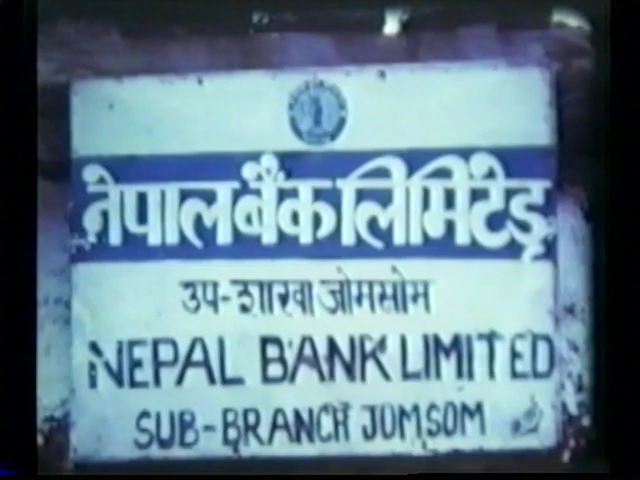 नेपाल बैंक लिमिटेड
उप-शाखा जोमसोम
NEPAL BANK LIMITED
SUB-BRANCH JOMSOM